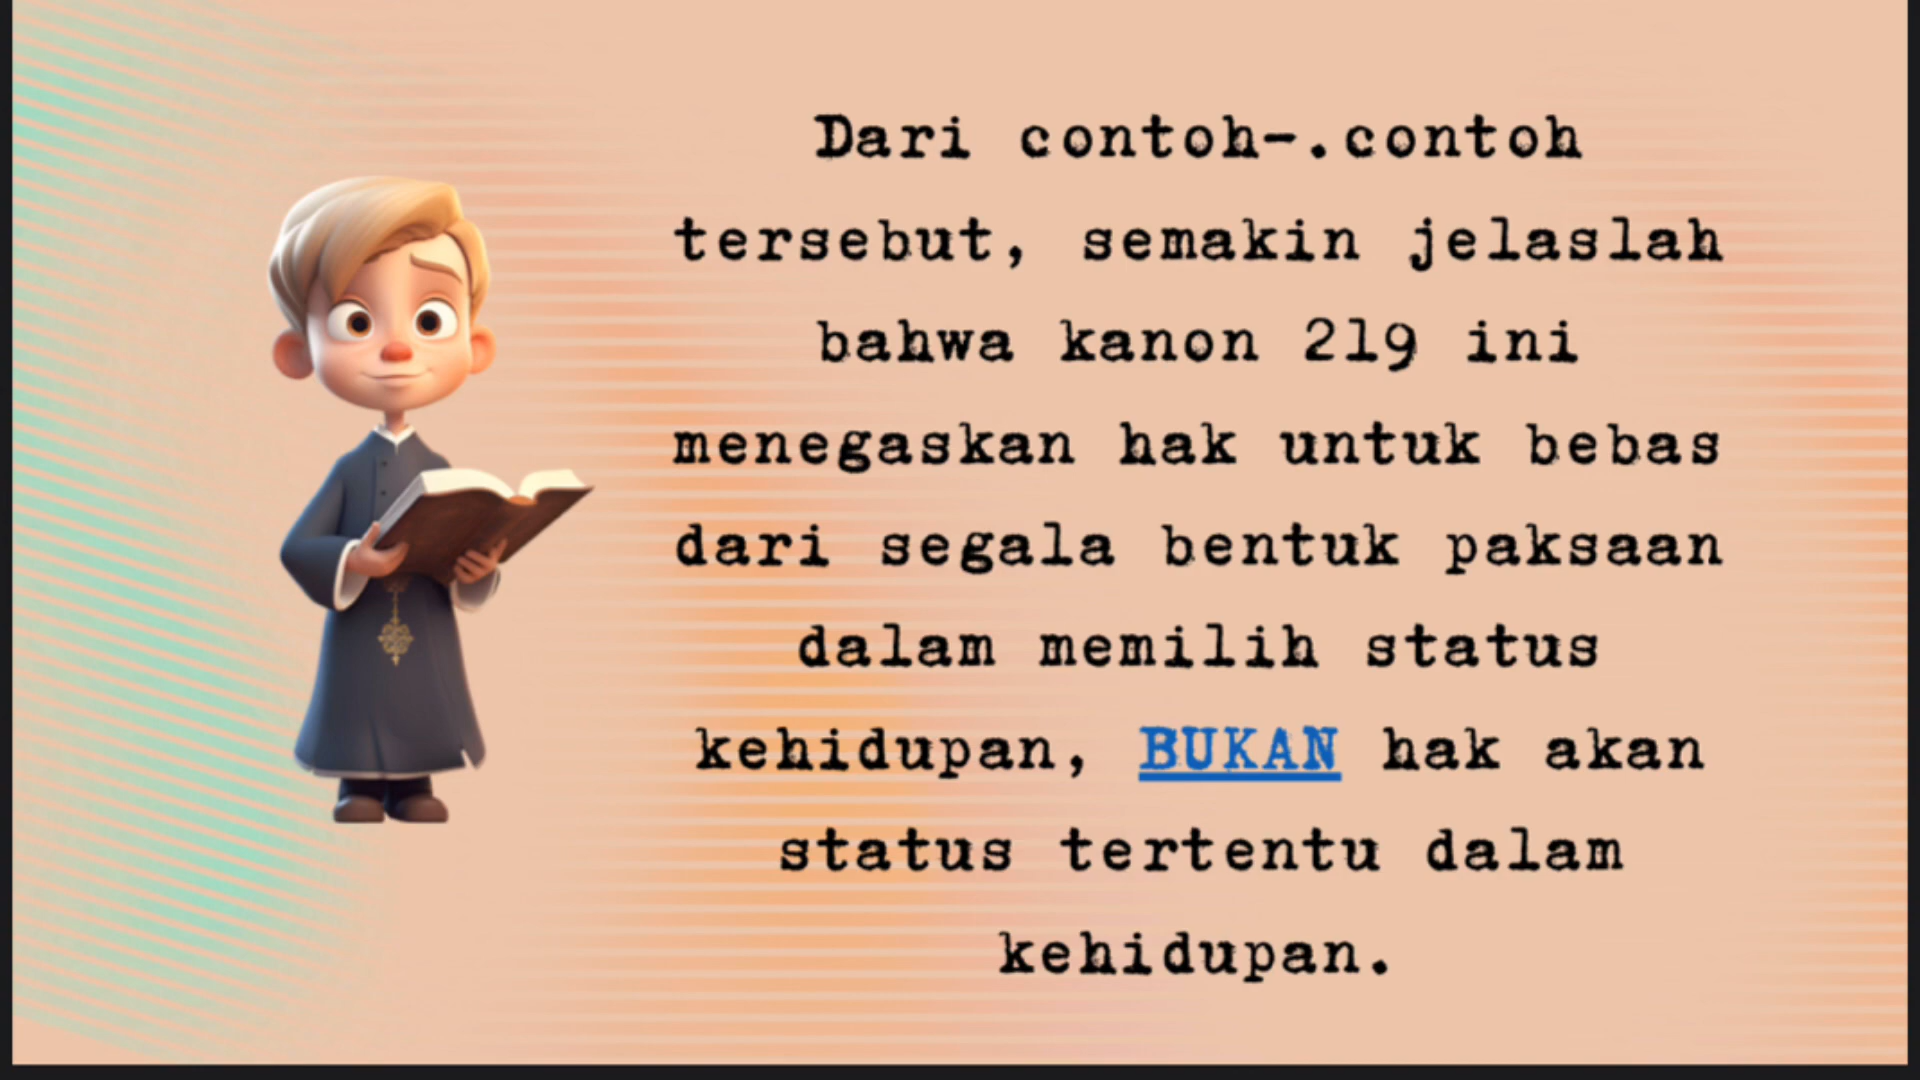 Dari contoh-.contoh
tersebut, semakin jelaslah
bahwa kanon 219 ini
menegaskan hak untuk bebas
dari segala bentuk paksaan
dalam memilih status
kehidupan, BUKAN hak akan
status tertentu dalam
kehidupan.